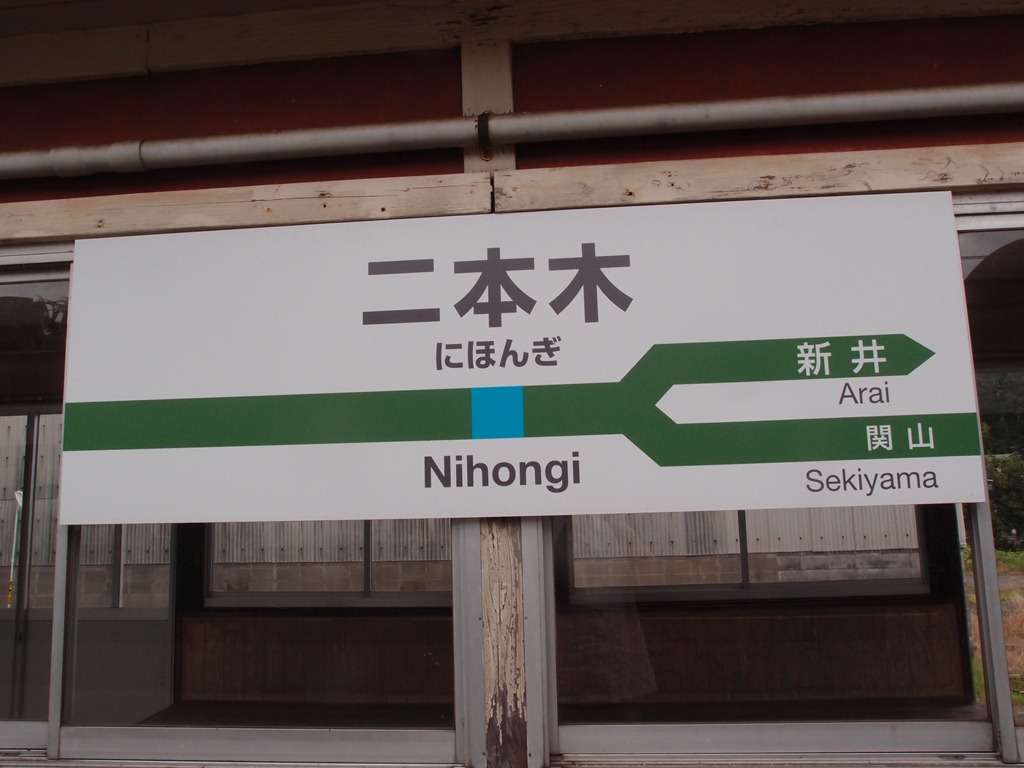 二本木
にほんぎ
新井
Arai
関山
Nihongi
Sekiyama